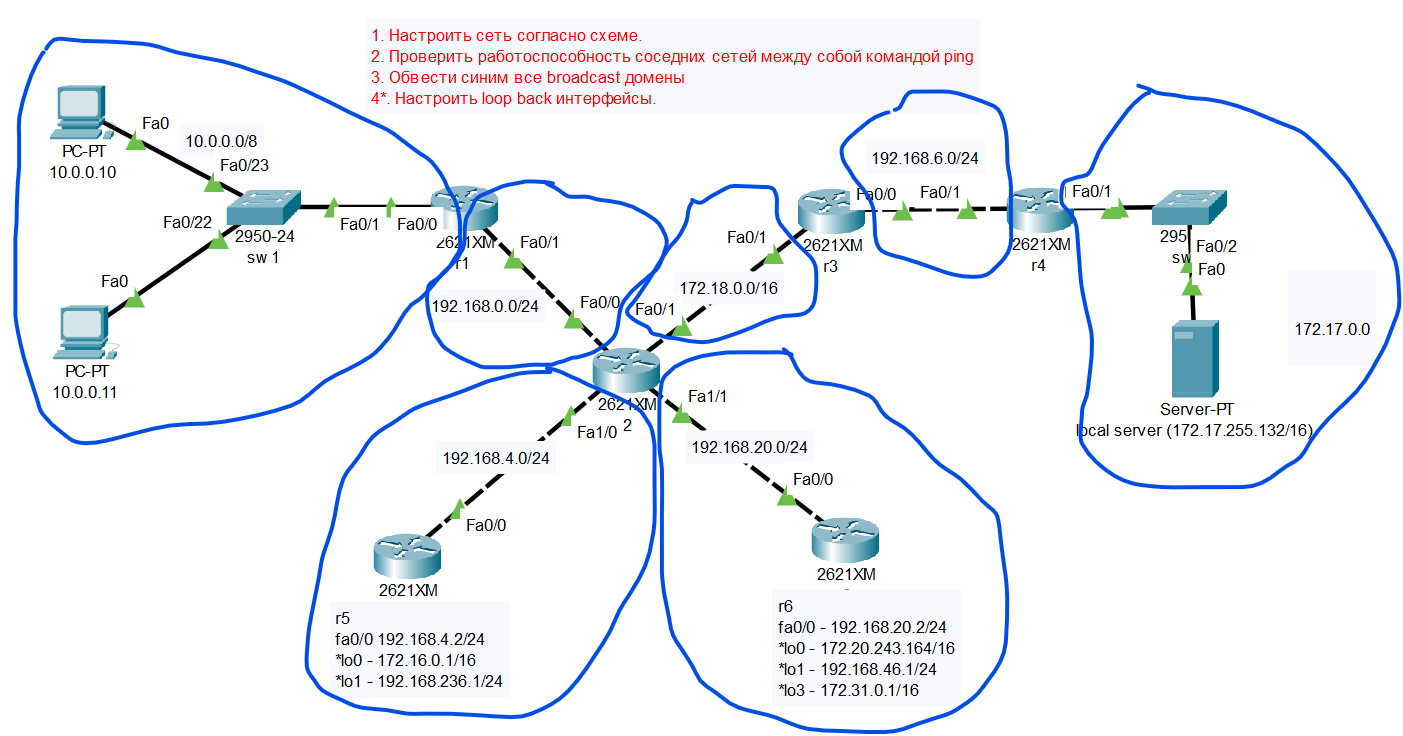 1. Настроить сеть согласно схеме.
2. Проверить работоспособность соседних сетей между собой командой ping
3. Обвести синим все broadcast домены
4*. Настроить loop back интерфейсы.
Fa0
10.0.0.0/8
PC-PT
10.0.0.10
Fa0/23
Fa0/22
2950-24
sw 1
Fa0/1
Fa0/0
Fa0
PC-PT
10.0.0.11
2621XM
r1
Fa0/1
192.168.0.0/24
Fa0/0
Fa0/1
172.18.0.0/16
Fa0/1
2621XM
r3
Fa0/0
192.168.6.0/24
Fa0/1
2621XM
r4
Fa0/1
295
sw
Fa0/2
Fa0
172.17.0.0
Server-PT
local server (172.17.255.132/16)
2621XM
2
Fa1/0
Fa1/1
192.168.4.0/24
192.168.20.0/24
Fa0/0
Fa0/0
2621XM
r5
fa0/0 192.168.4.2/24
*lo0 - 172.16.0.1/16
*lo1 - 192.168.236.1/24
2621XM
r6
fa0/0 - 192.168.20.2/24
*lo0 - 172.20.243.164/16
*lo1 - 192.168.46.1/24
*lo3 - 172.31.0.1/16